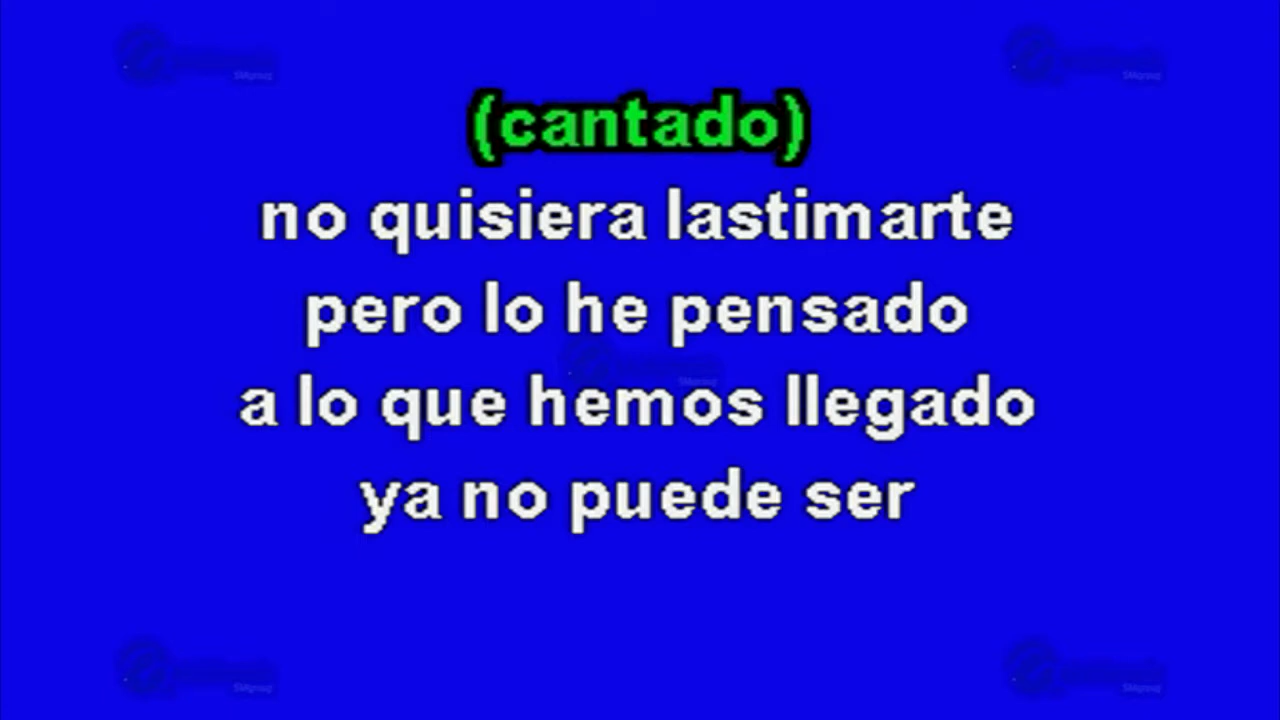 (cantado)
no quisiera lastimarte
pero lo he pensado
a lo que hemos llegado
ya no puede ser